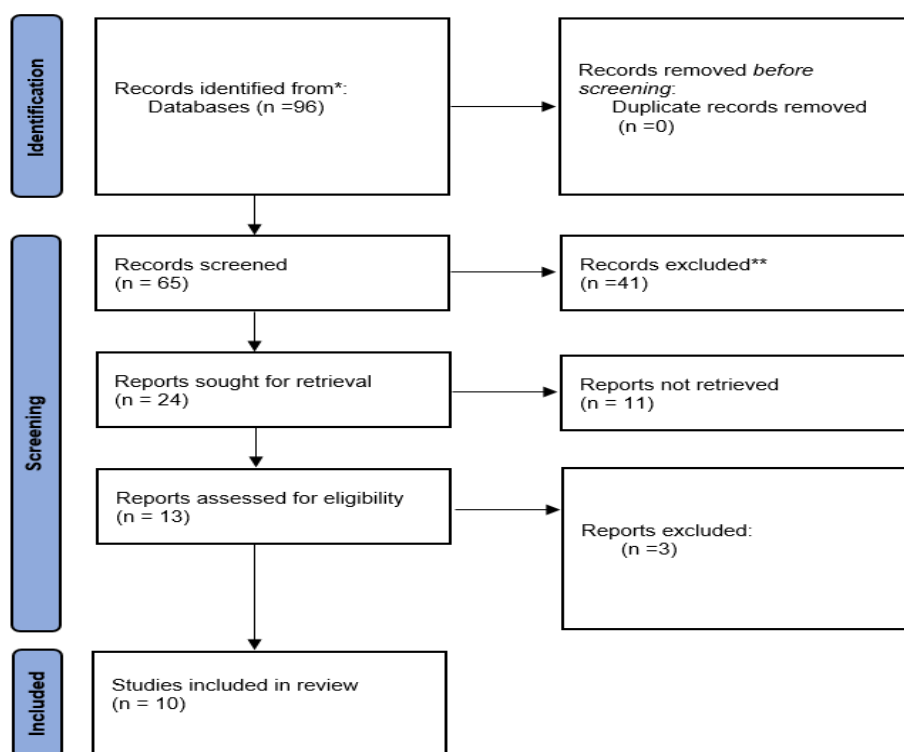 Identification
Records identified from*:
Databases (n =96)
Records removed before
screening:
Duplicate records removed
(n =0)
Screening
Records screened
(n = 65)
Records excluded**
(n =41)
Reports sought for retrieval
(n = 24)
Reports not retrieved
(n = 11)
Reports assessed for eligibility
(n = 13)
Reports excluded:
(n =3)
Included
Studies included in review
(n = 10)